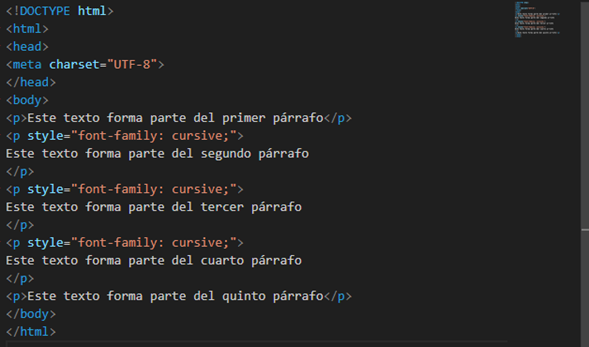 <!DOCTYPE html>
<html>
<head>
<meta charset="UTF-8">
</head>
<body>
<p>Este texto forma parte del primer párrafo</p>
<p style="font-family: cursive;">
Este texto forma parte del segundo párrafo
</p>
<p style="font-family: cursive;">
Este texto forma parte del tercer párrafo
</p>
<p style="font-family: cursive;">
Este texto forma parte del cuarto párrafo
</p>
<p>Este texto forma parte del quinto párrafo</p>
</body>
</html>